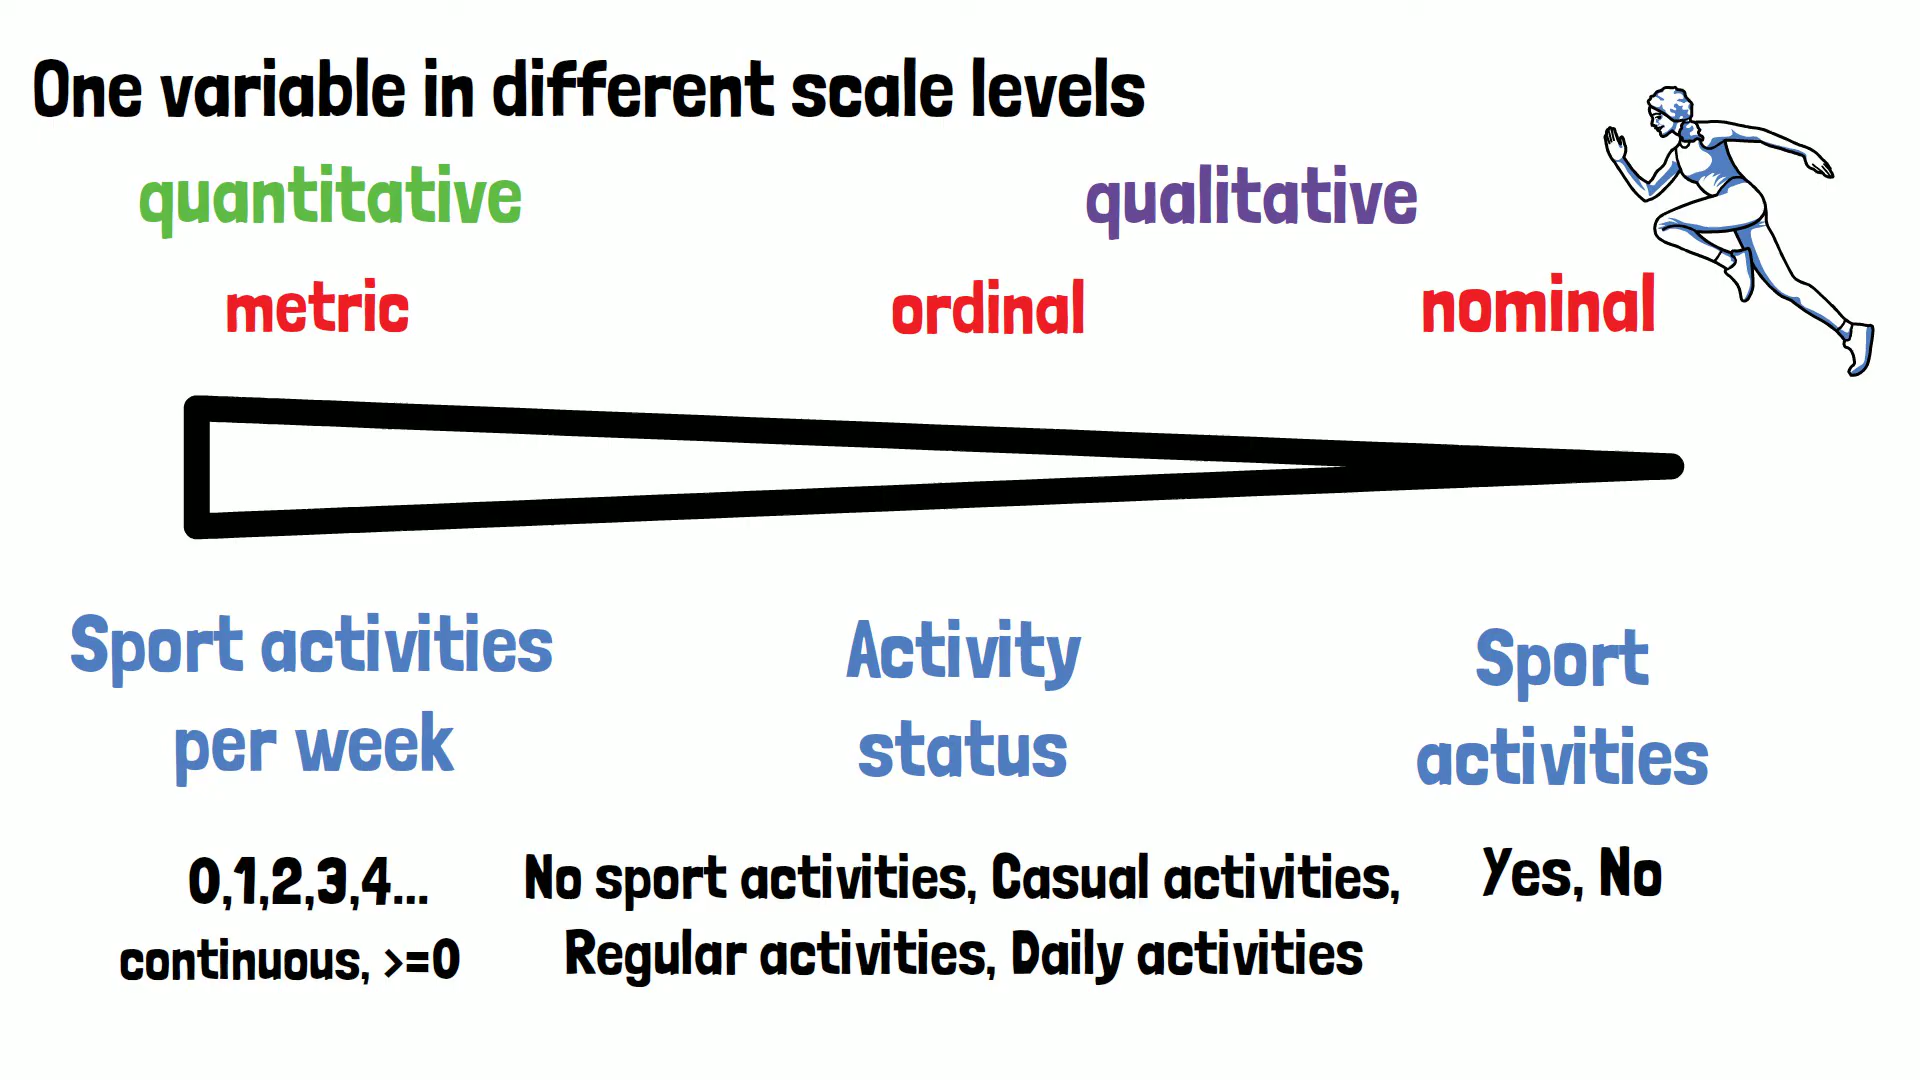 One variable in different scale levels
quantitative
qualitative
metric
ordinal
nominal
Sport activities
per week
Activity
status
Sport
activities
0,1,2,3,4...
continuous, >=0
No sport activities, Casual activities,
Regular activities, Daily activities
Yes, No